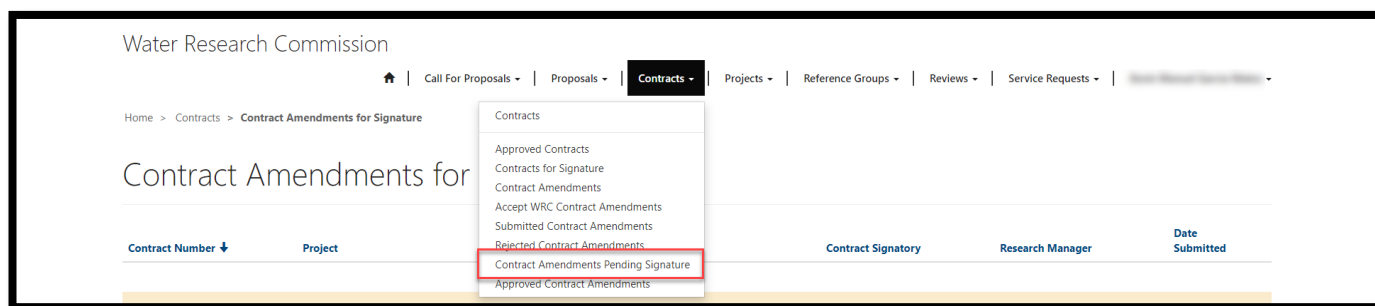 Water Research Commission
Call For Proposals Proposals Contracts Projects Reference Groups Reviews Service Requests
Home > Contracts > Contract Amendments for Signature
Contracts
Approved Contracts
Contracts for Signature
Contract Amendments
Accept WRC Contract Amendments
Submitted Contract Amendments
Rejected Contract Amendments
Contract Amendments Pending Signature
Approved Contract Amendments
Contract Amendments for
Contract Number Project Contract Signatory Research Manager Date Submitted